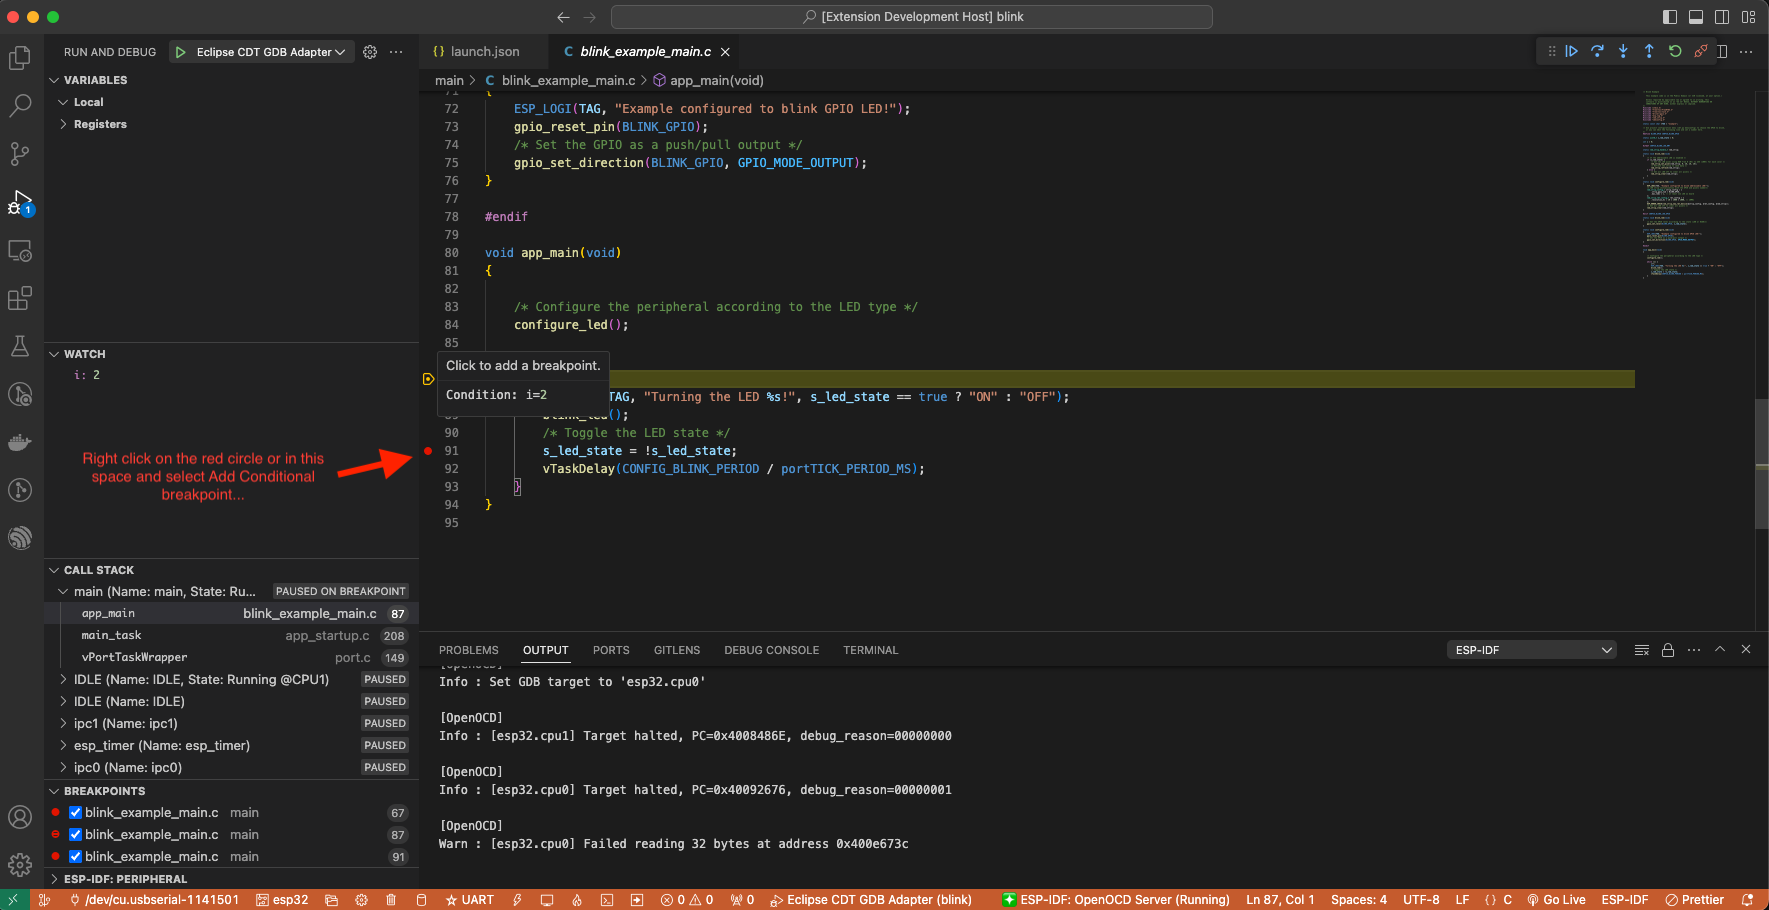 [Extension Development Host] blink
RUN AND DEBUG
Eclipse CDT GDB Adapter
{} launch.json
C blink_example_main.c
main > C blink_example_main.c > app_main(void)
VARIABLES
Local
Registers
WATCH
i: 2
Right click on the red circle or in this
space and select Add Conditional
breakpoint...
CALL STACK
main (Name: main, State: Ru... PAUSED ON BREAKPOINT
app_main blink_example_main.c 87
main_task app_startup.c 208
vPortTaskWrapper port.c 149
IDLE (Name: IDLE, State: Running @CPU1) PAUSED
IDLE (Name: IDLE) PAUSED
ipc1 (Name: ipc1) PAUSED
esp_timer (Name: esp_timer) PAUSED
ipc0 (Name: ipc0) PAUSED
BREAKPOINTS
blink_example_main.c main 67
blink_example_main.c main 87
blink_example_main.c main 91
ESP-IDF: PERIPHERAL
71 {
72 ESP_LOGI(TAG, "Example configured to blink GPIO LED!");
73 gpio_reset_pin(BLINK_GPIO);
74 /* Set the GPIO as a push/pull output */
75 gpio_set_direction(BLINK_GPIO, GPIO_MODE_OUTPUT);
76 }
77
78 #endif
79
80 void app_main(void)
81 {
82
83 /* Configure the peripheral according to the LED type */
84 configure_led();
85
Click to add a breakpoint.
Condition: i=2
TAG, "Turning the LED %s!", s_led_state == true ? "ON" : "OFF");
89 blink_led();
90 /* Toggle the LED state */
91 s_led_state = !s_led_state;
92 vTaskDelay(CONFIG_BLINK_PERIOD / portTICK_PERIOD_MS);
93 }
94 }
95
PROBLEMS OUTPUT PORTS GITLENS DEBUG CONSOLE TERMINAL
ESP-IDF
[OpenOCD]
Info : Set GDB target to 'esp32.cpu0'
[OpenOCD]
Info : [esp32.cpu1] Target halted, PC=0x4008486E, debug_reason=00000000
[OpenOCD]
Info : [esp32.cpu0] Target halted, PC=0x40092676, debug_reason=00000001
[OpenOCD]
Warn : [esp32.cpu0] Failed reading 32 bytes at address 0x400e673c
1
/dev/cu.usbserial-1141501 esp32 UART 0 0 0 Eclipse CDT GDB Adapter (blink) ESP-IDF: OpenOCD Server (Running) Ln 87, Col 1 Spaces: 4 UTF-8 LF {} C Go Live ESP-IDF Prettier